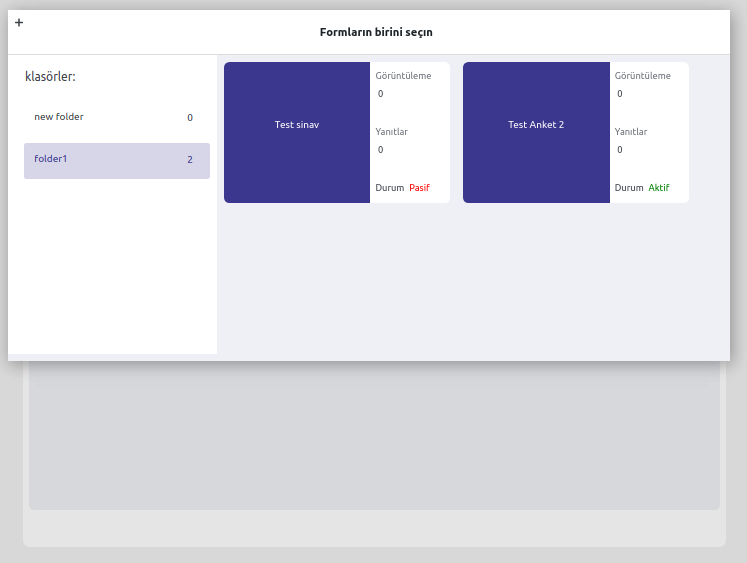 +
Formların birini seçın
klasörler:
new folder 0
folder1 2
Test sinav
Görüntüleme
0
Yanıtlar
0
Durum Pasif
Test Anket 2
Görüntüleme
0
Yanıtlar
0
Durum Aktif